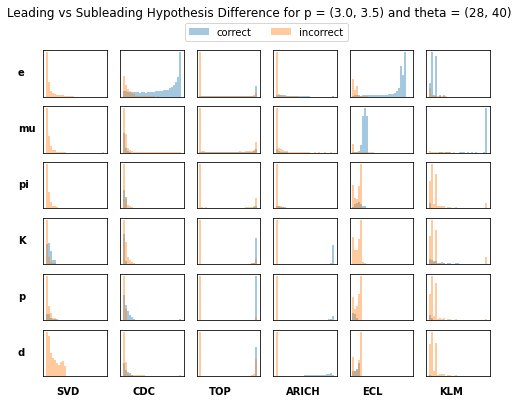 Leading vs Subleading Hypothesis Difference for p = (3.0, 3.5) and theta = (28, 40)
correct incorrect
e
mu
pi
K
p
d
SVD CDC TOP ARICH ECL KLM